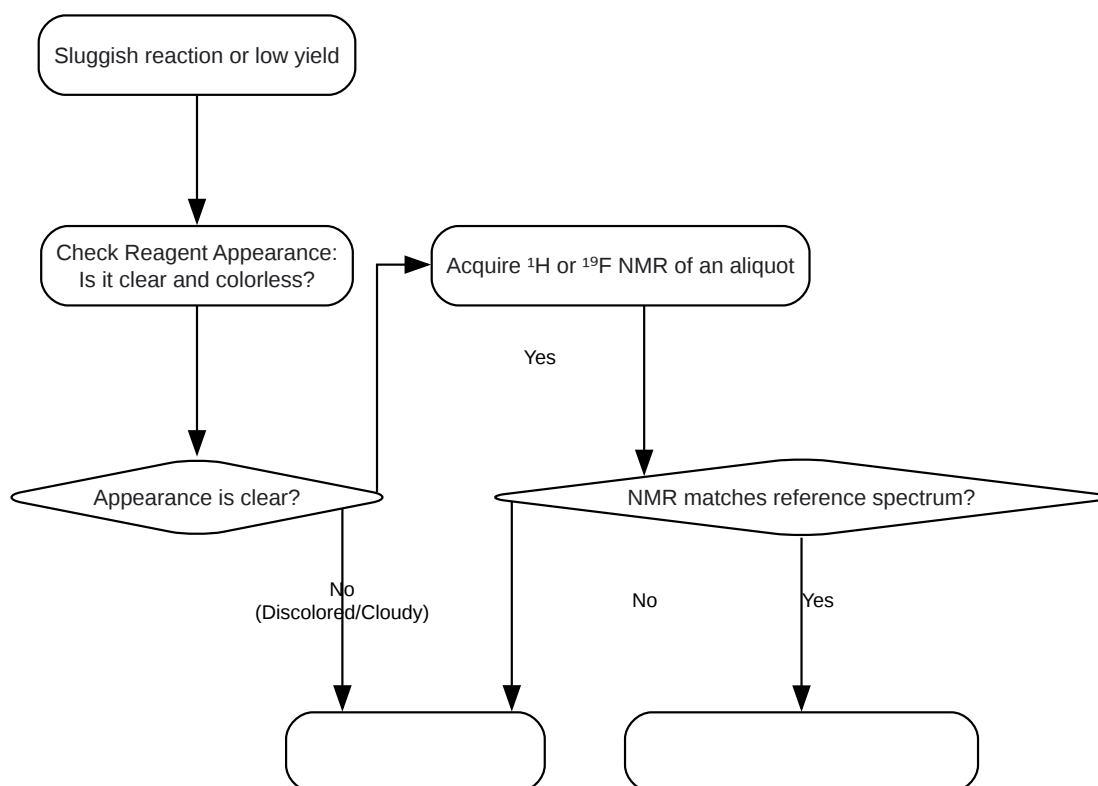 Sluggish reaction or low yield
Check Reagent Appearance:
Is it clear and colorless?
Acquire ¹H or ¹⁹F NMR of an aliquot
Yes
Appearance is clear?
NMR matches reference spectrum?
No
(Discolored/Cloudy)
No
Yes